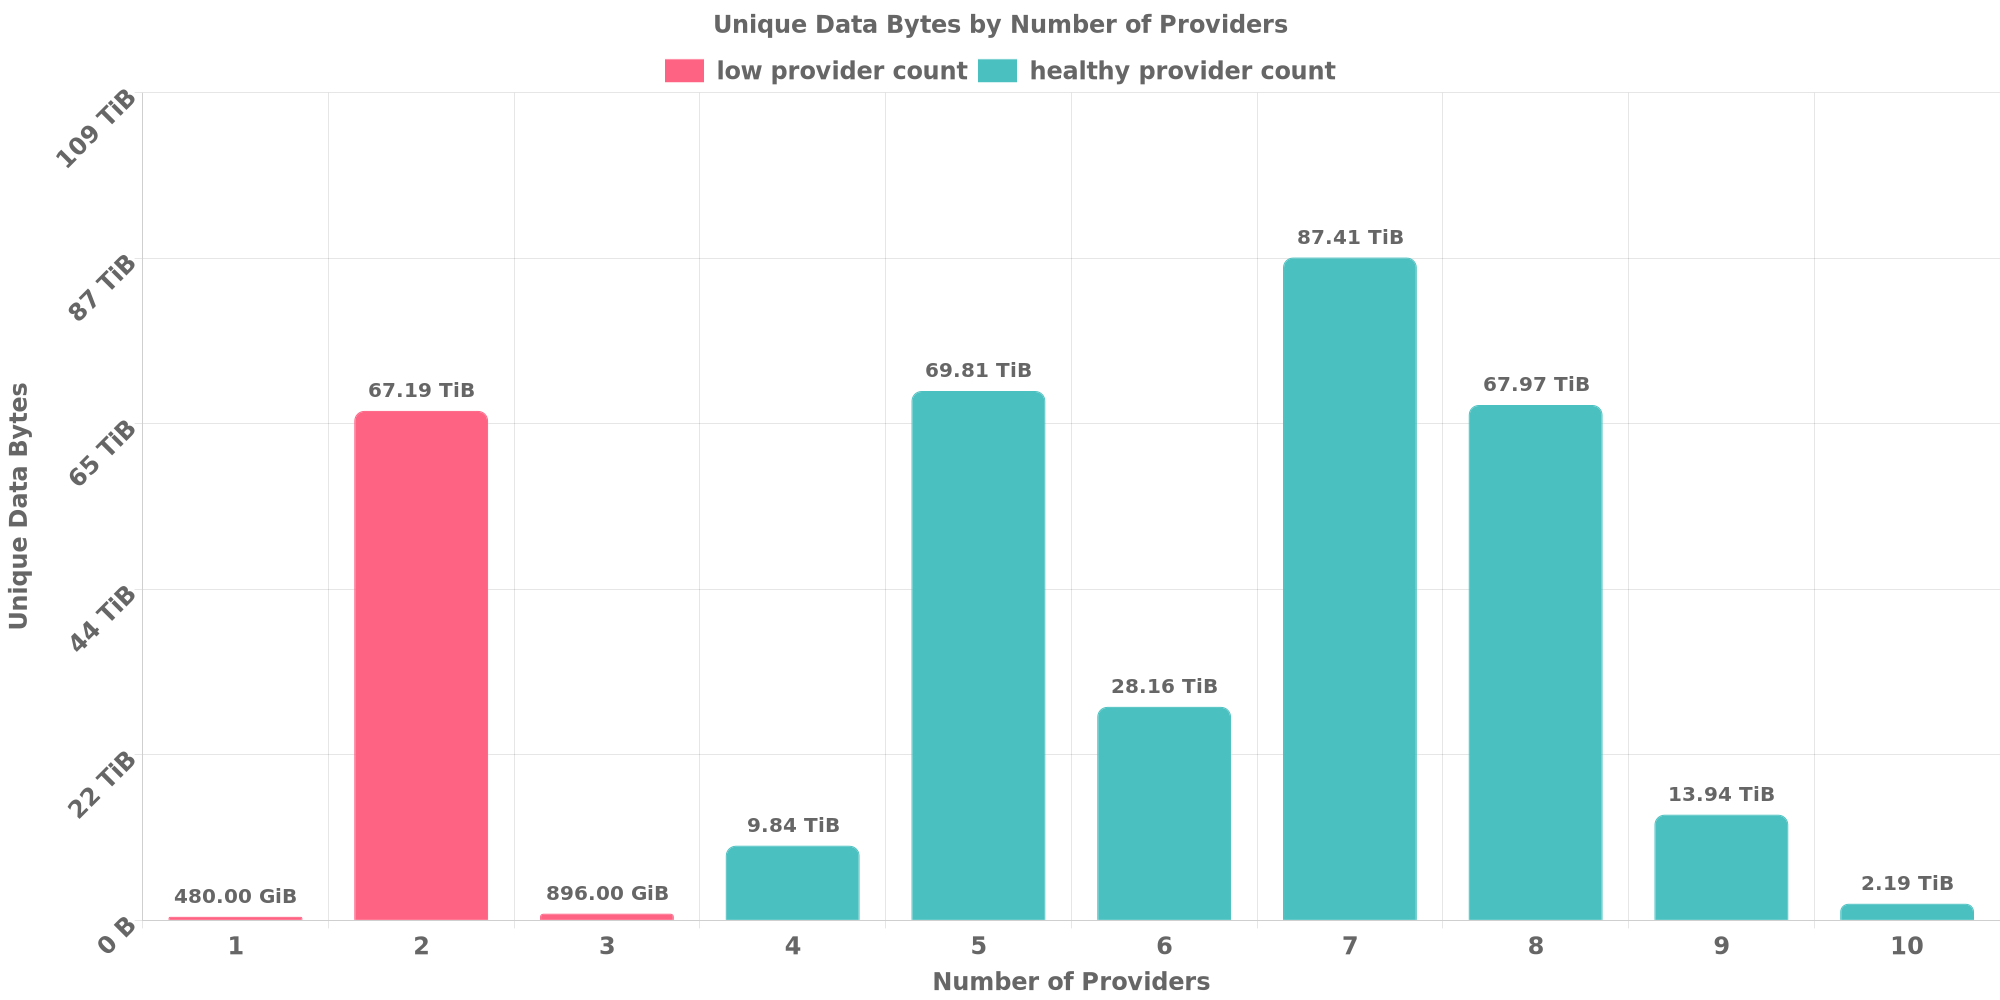 Unique Data Bytes by Number of Providers
low provider count healthy provider count
109 TiB
87 TiB
65 TiB
44 TiB
22 TiB
0 B
Unique Data Bytes
480.00 GiB
67.19 TiB
896.00 GiB
9.84 TiB
69.81 TiB
28.16 TiB
87.41 TiB
67.97 TiB
13.94 TiB
2.19 TiB
1 2 3 4 5 6 7 8 9 10
Number of Providers